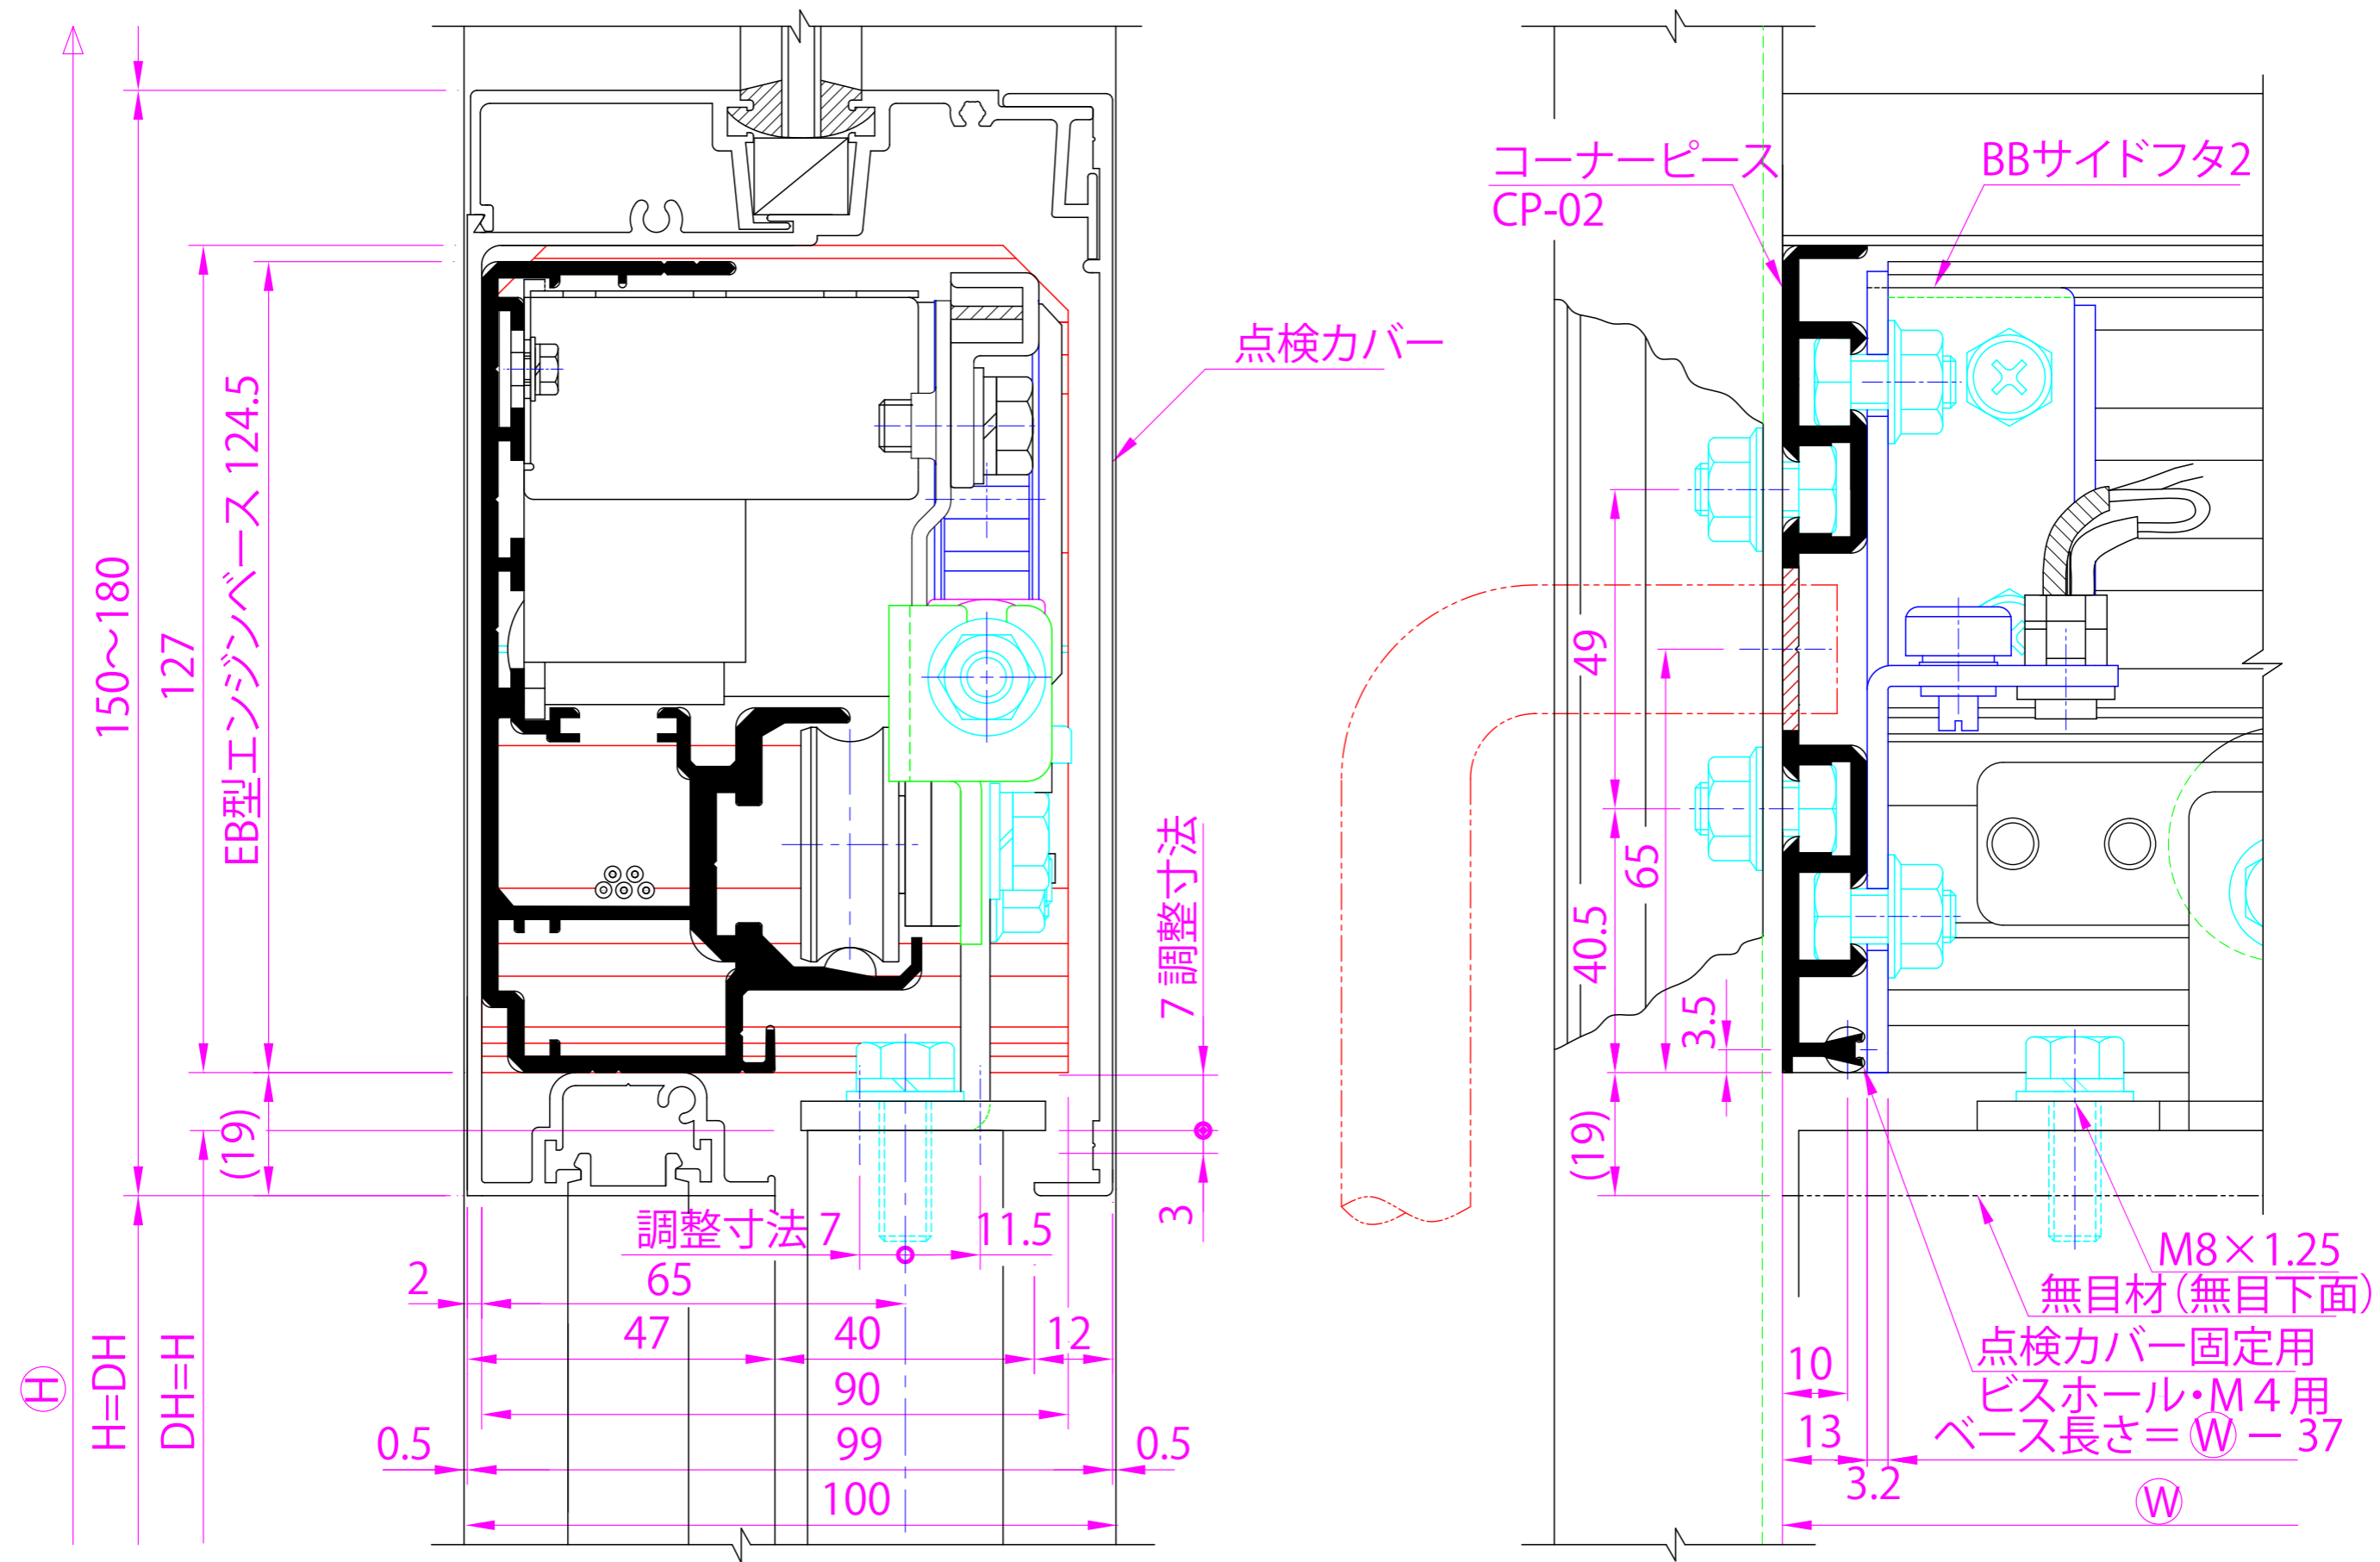 コーナーピース
CP-02
BBサイドフタ2
点検カバー
150～180
127
EB型エンジンベース 124.5
(19)
H=DH
DH=H
H
7 調整寸法
3
調整寸法 7
11.5
2
65
47
40
12
90
0.5
99
0.5
100
49
65
40.5
3.5
(19)
M8×1.25
無目材(無目下面)
点検カバー固定用
ビスホール・M4用
ベース長さ=W－37
10
13
3.2
W